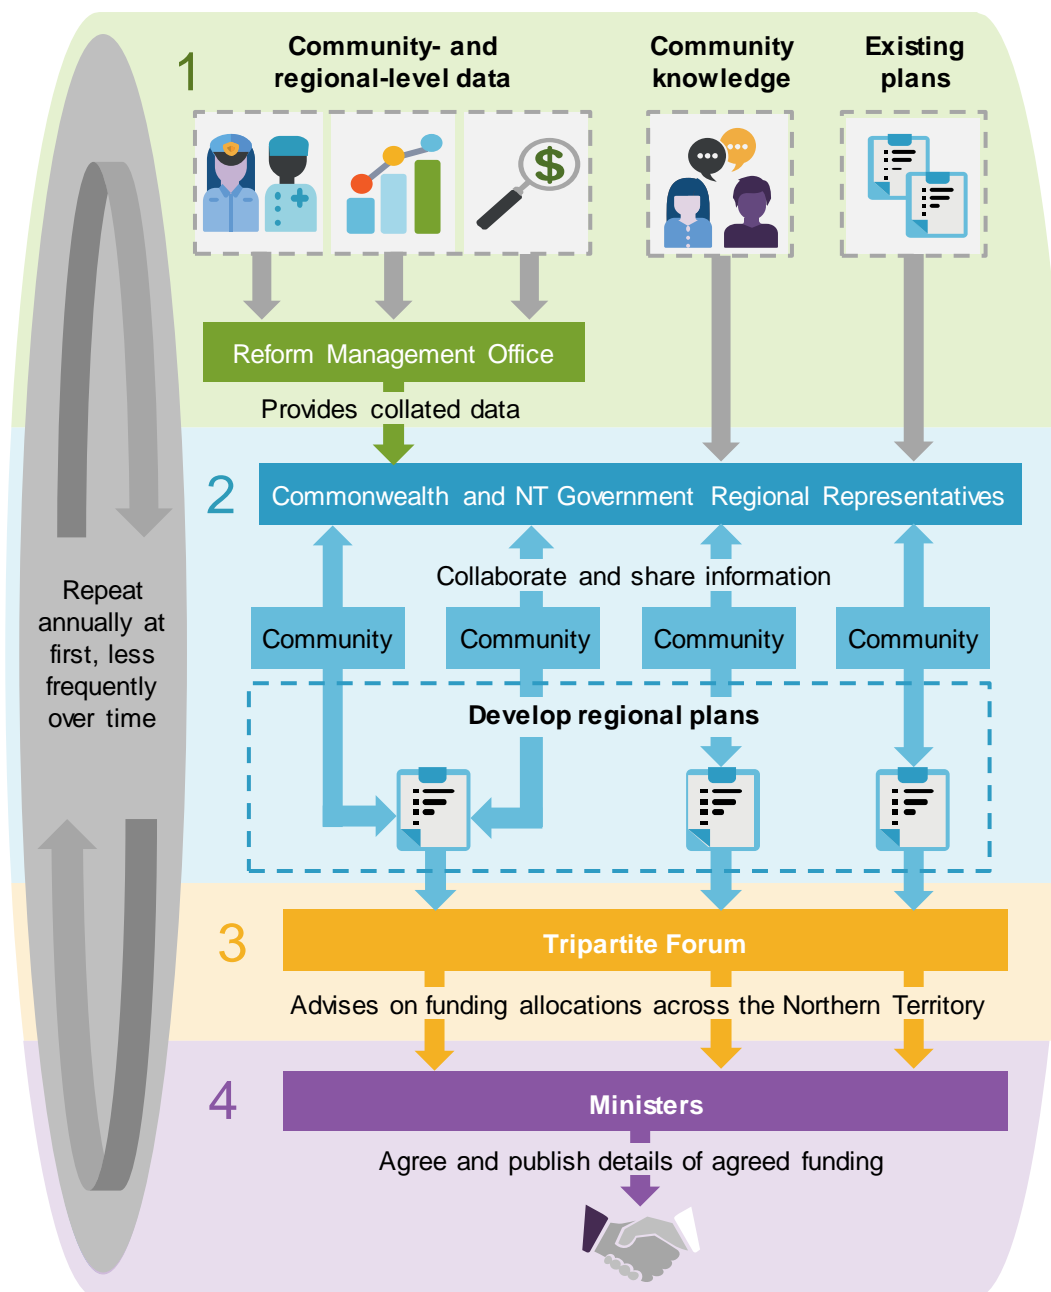 1
Community- and
regional-level data
Community
knowledge
Existing
plans
$
Reform Management Office
Provides collated data
2
Commonwealth and NT Government Regional Representatives
Collaborate and share information
Community
Community
Community
Community
Develop regional plans
Repeat
annually at
first, less
frequently
over time
3
Tripartite Forum
Advises on funding allocations across the Northern Territory
4
Ministers
Agree and publish details of agreed funding